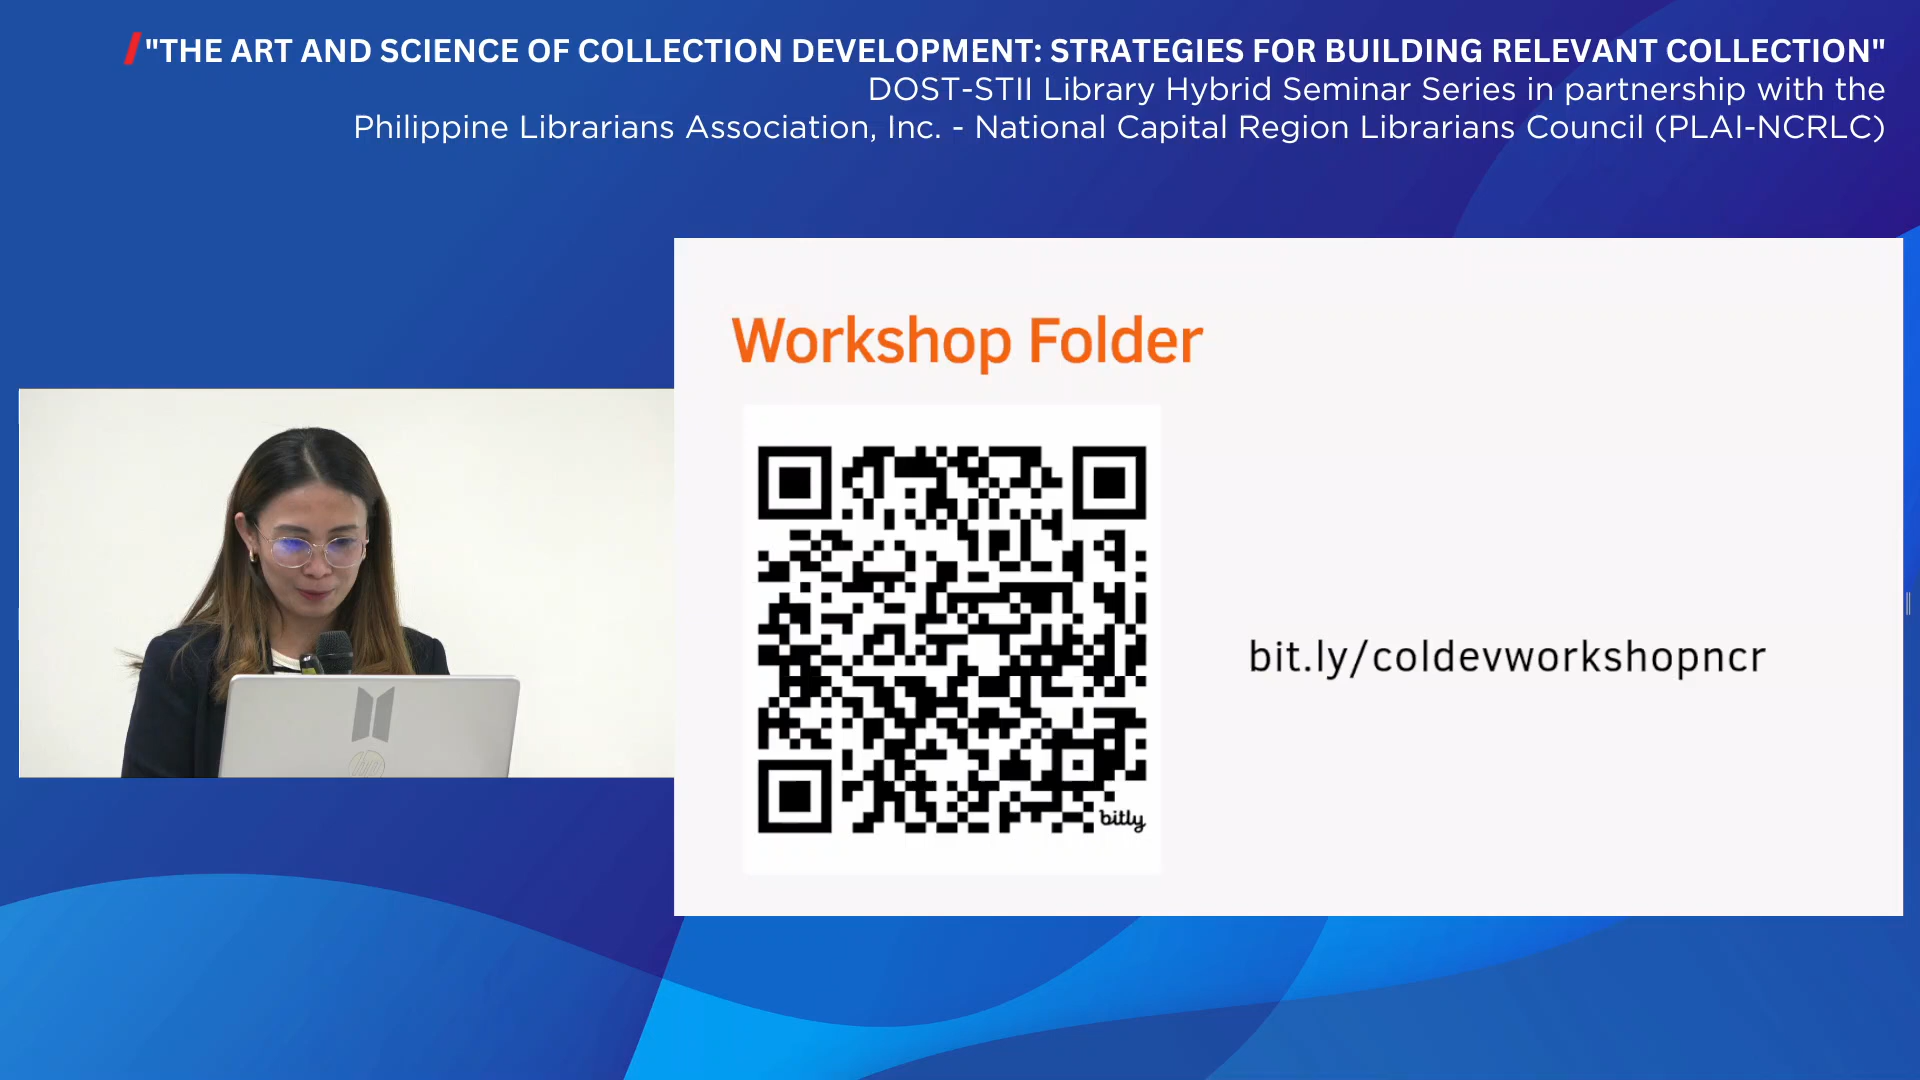 "THE ART AND SCIENCE OF COLLECTION DEVELOPMENT: STRATEGIES FOR BUILDING RELEVANT COLLECTION"
DOST-STII Library Hybrid Seminar Series in partnership with the
Philippine Librarians Association, Inc. - National Capital Region Librarians Council (PLAI-NCRLC)
Workshop Folder
bit.ly/coldevworkshopncr
bitly
hp